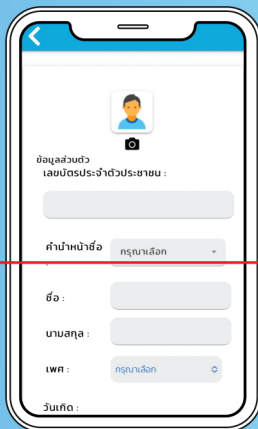 ข้อมูลส่วนตัว
เลขบัตรประจำตัวประชาชน :
คำนำหน้าชื่อ กรุณาเลือก
:
ชื่อ :
นามสกุล :
เพศ : กรุณาเลือก
วันเกิด :